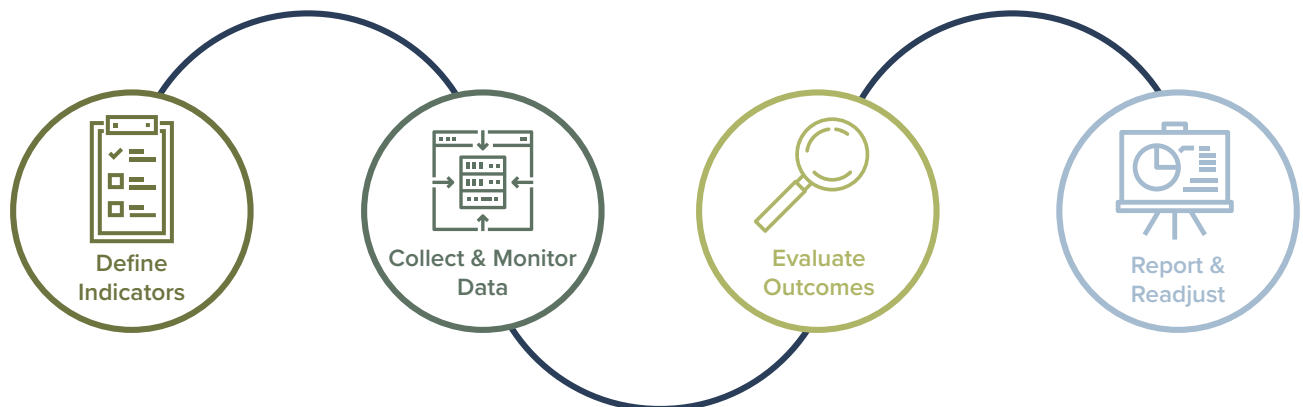 Define
Indicators
Collect & Monitor
Data
Evaluate
Outcomes
Report &
Readjust